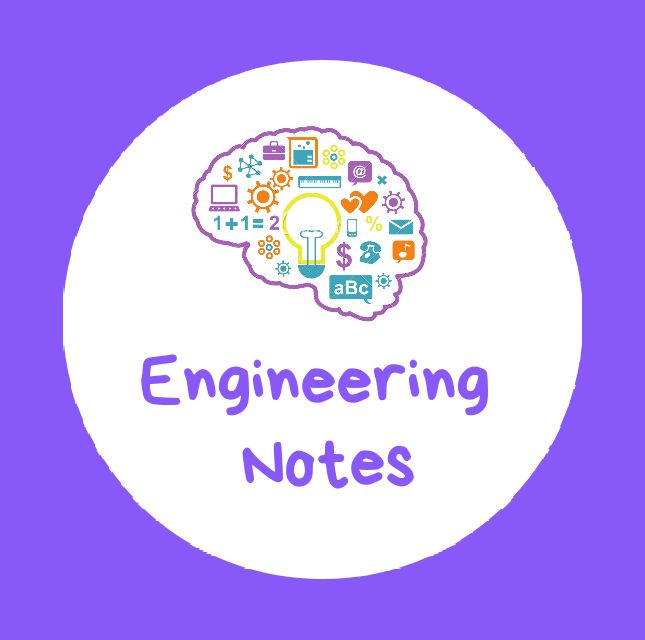 $
@
1+1=2
%
$
aBc
Engineering
Notes